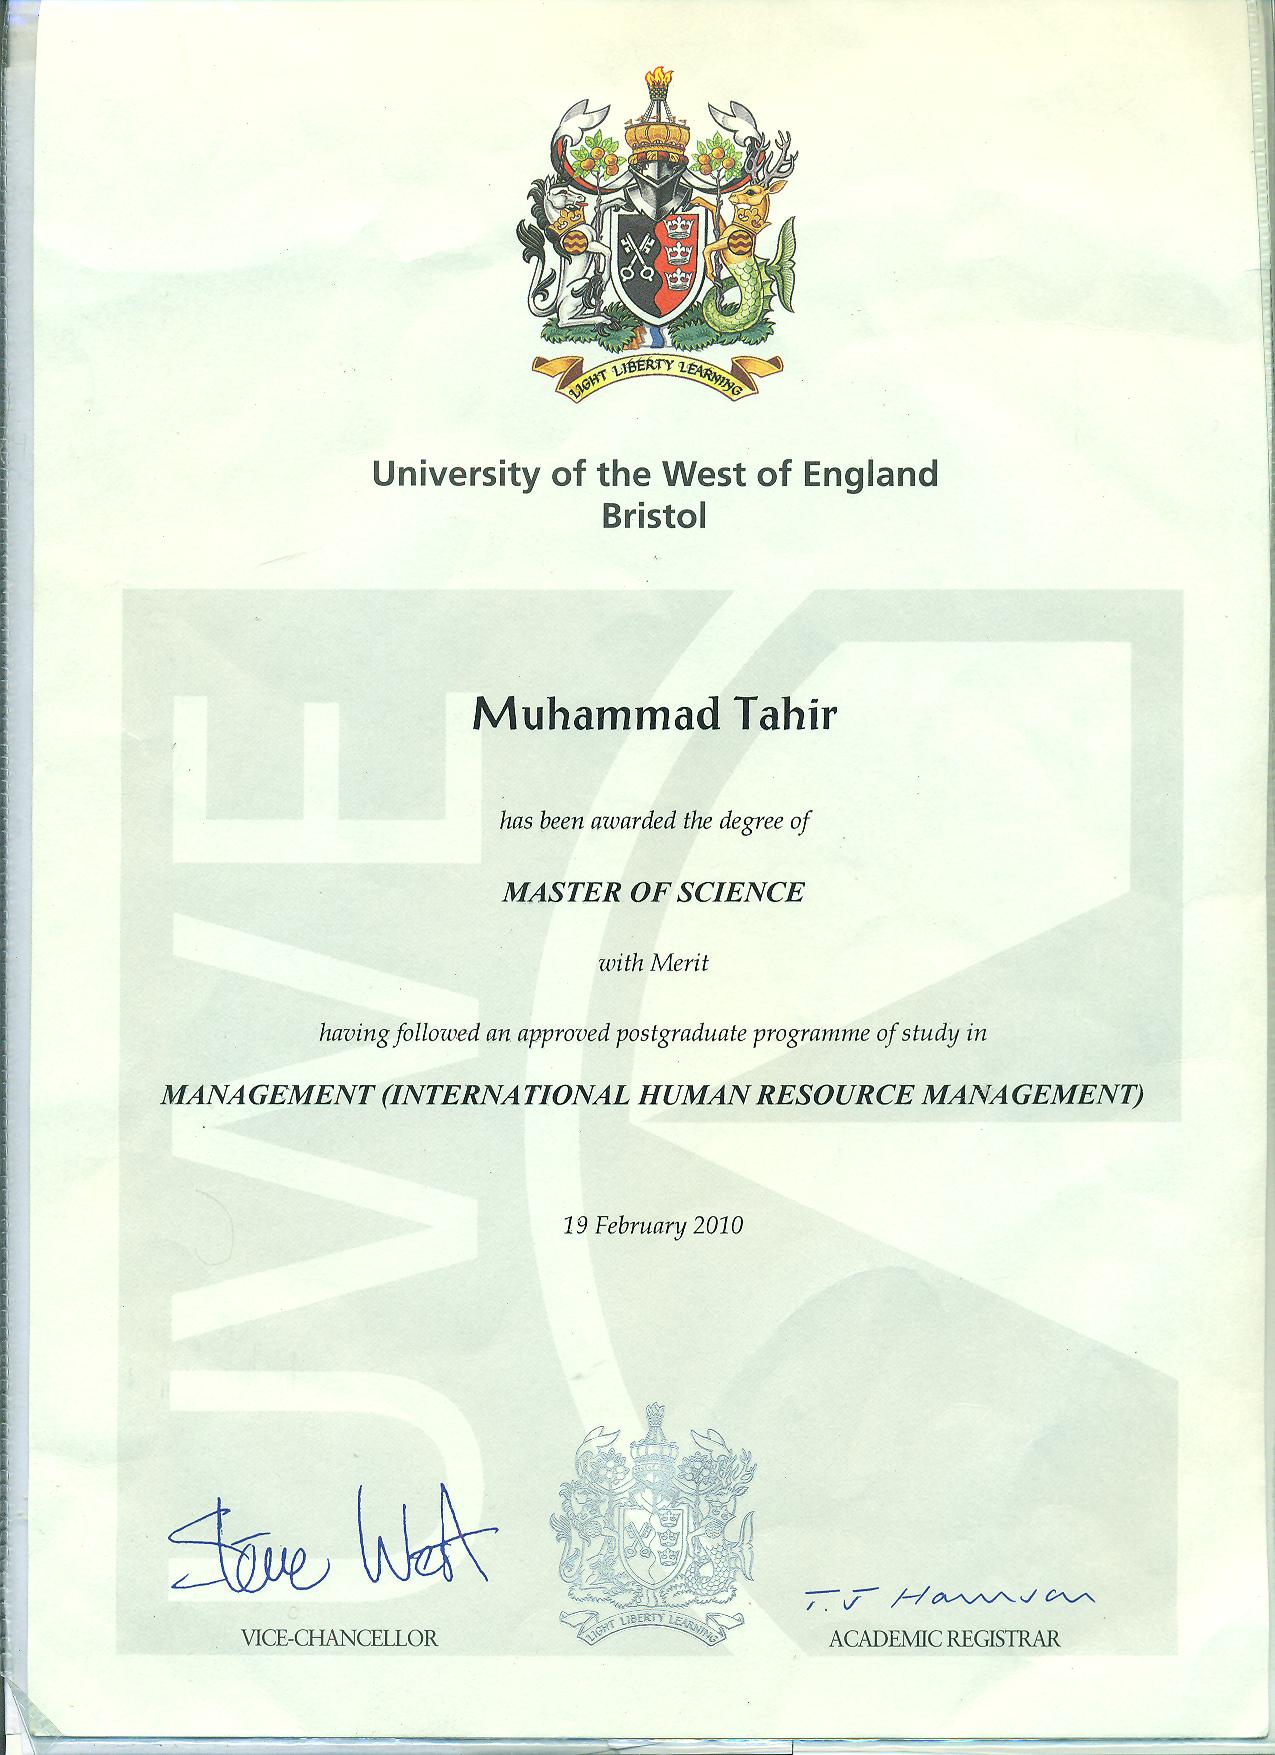 LIGHT LIBERTY LEARNING
University of the West of England
Bristol
UWE
Muhammad Tahir
has been awarded the degree of
MASTER OF SCIENCE
with Merit
having followed an approved postgraduate programme of study in
MANAGEMENT (INTERNATIONAL HUMAN RESOURCE MANAGEMENT)
19 February 2010
Steve West
T.J Harrison
LIGHT LIBERTY LEARNING
VICE-CHANCELLOR
ACADEMIC REGISTRAR